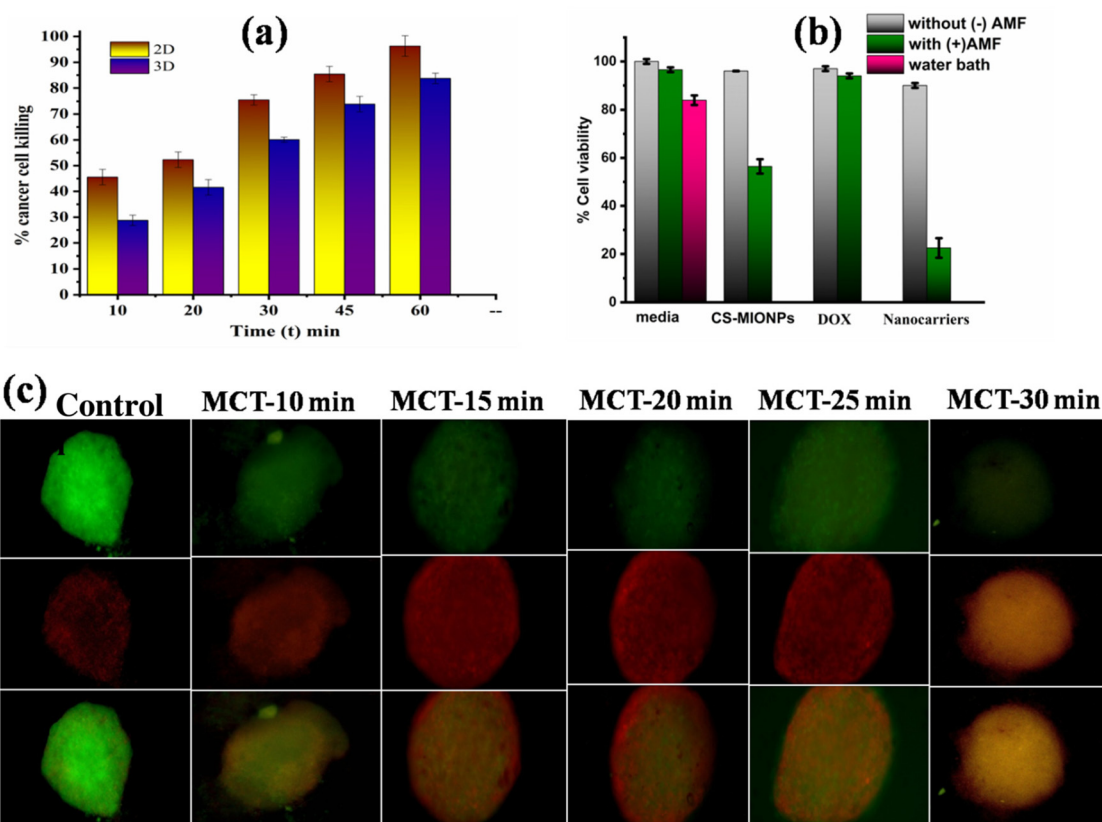 (a)
2D
3D
% cancer cell killing
100
90
80
70
60
50
40
30
20
10
0
10 20 30 45 60 --
Time (t) min
(b)
without (-) AMF
with (+)AMF
water bath
% Cell viability
100
80
60
40
20
0
media CS-MIONPs DOX Nanocarriers
(c) Control MCT-10 min MCT-15 min MCT-20 min MCT-25 min MCT-30 min